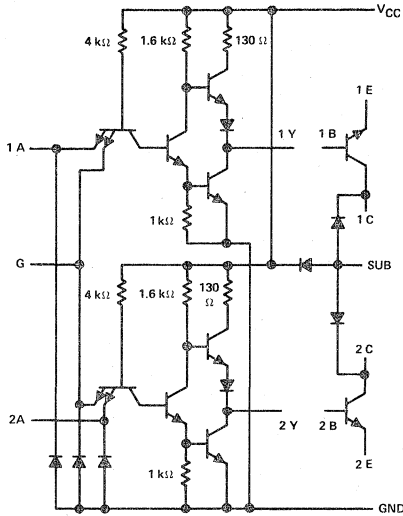 VCC
4 kΩ
1.6 kΩ
130 Ω
1 E
1 A
1 Y
1 B
1 kΩ
1 C
G
SUB
4 kΩ
1.6 kΩ
130
Ω
2 C
2A
2 Y
2 B
1 kΩ
2 E
GND